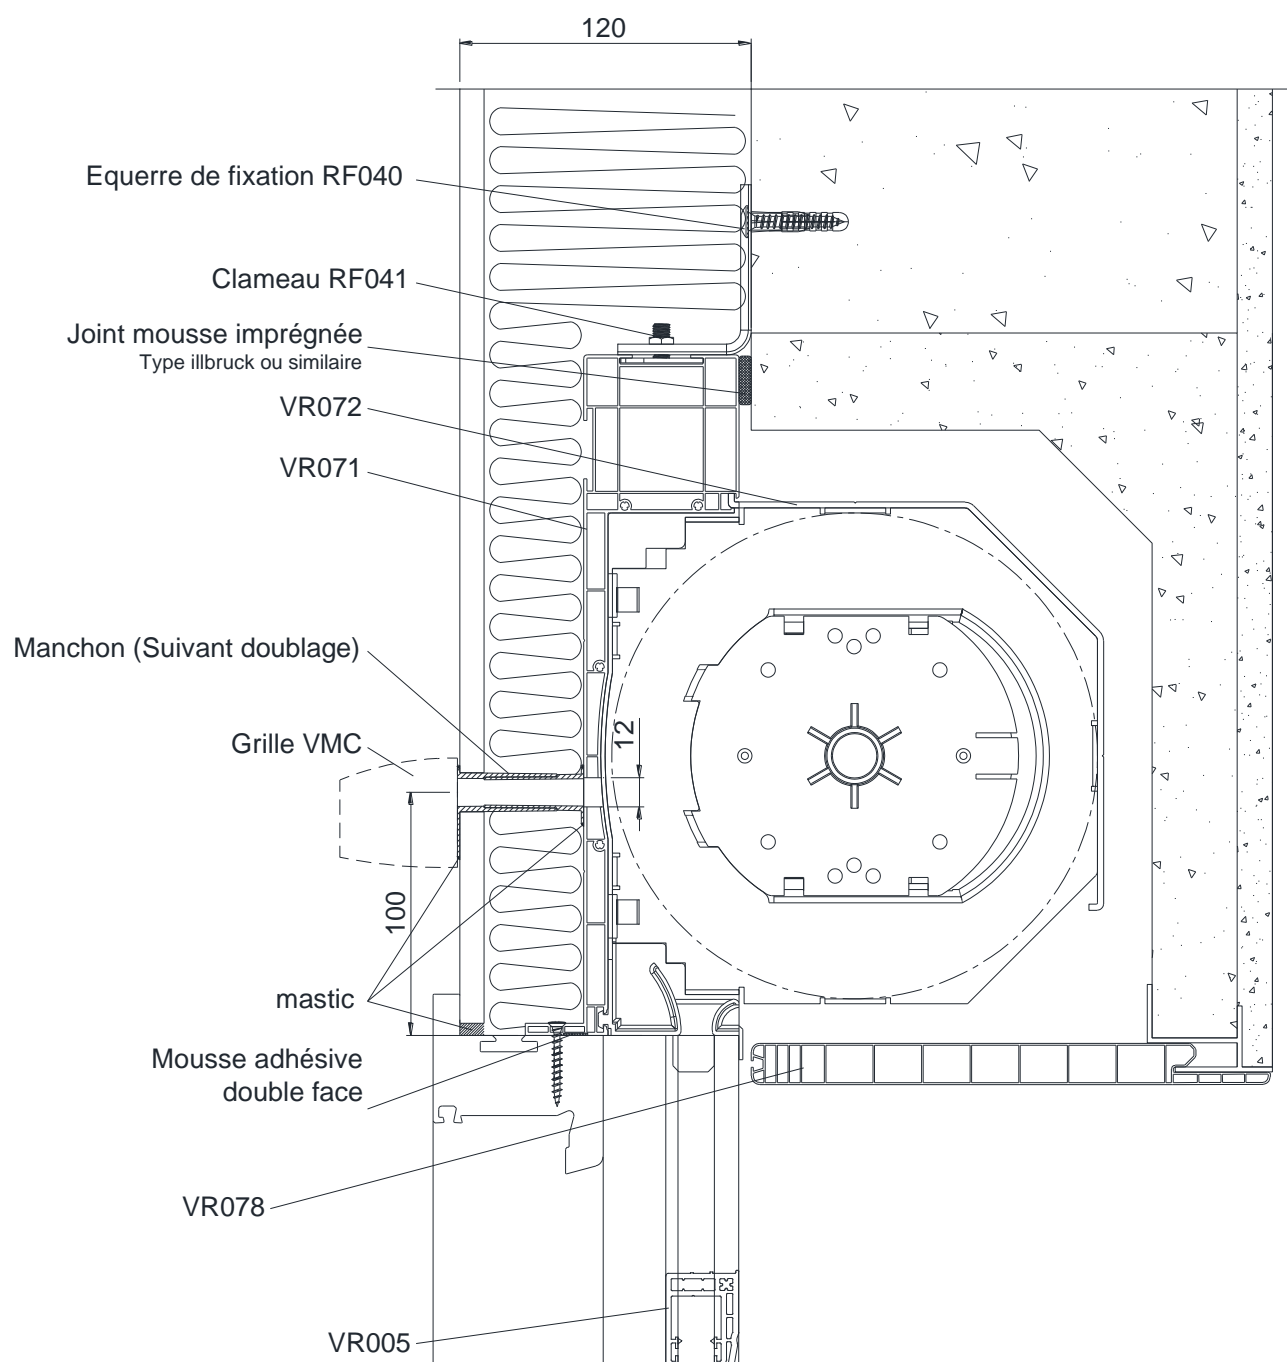 120
Equerre de fixation RF040
Clameau RF041
Joint mousse imprégnée
Type illbruck ou similaire
VR072
VR071
Manchon (Suivant doublage)
12
Grille VMC
100
mastic
Mousse adhésive
double face
VR078
VR005